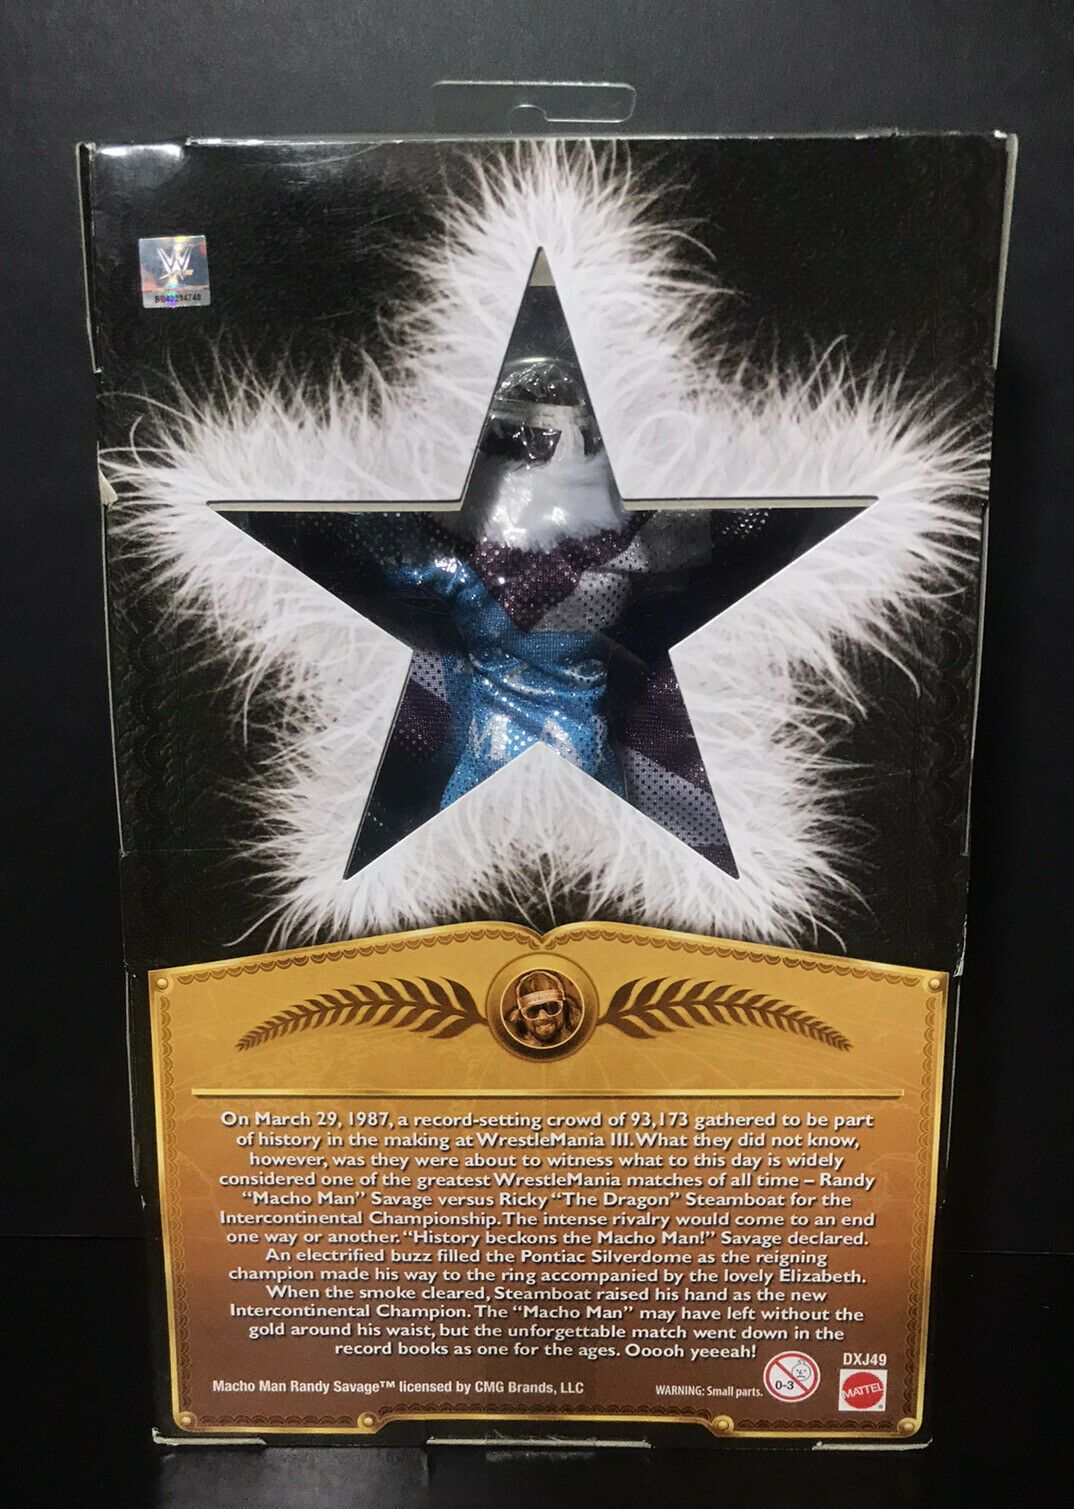 W
On March 29, 1987, a record-setting crowd of 93,173 gathered to be part
of history in the making at WrestleMania III. What they did not know,
however, was they were about to witness what to this day is widely
considered one of the greatest WrestleMania matches of all time – Randy
“Macho Man” Savage versus Ricky “The Dragon” Steamboat for the
Intercontinental Championship. The intense rivalry would come to an end
one way or another. “History beckons the Macho Man!” Savage declared.
An electrified buzz filled the Pontiac Silverdome as the reigning
champion made his way to the ring accompanied by the lovely Elizabeth.
When the smoke cleared, Steamboat raised his hand as the new
Intercontinental Champion. The “Macho Man” may have left without the
gold around his waist, but the unforgettable match went down in the
record books as one for the ages. Ooooh yeeeah!
Macho Man Randy Savage™ licensed by CMG Brands, LLC
WARNING: Small parts.
0-3
DXJ49
MATTEL